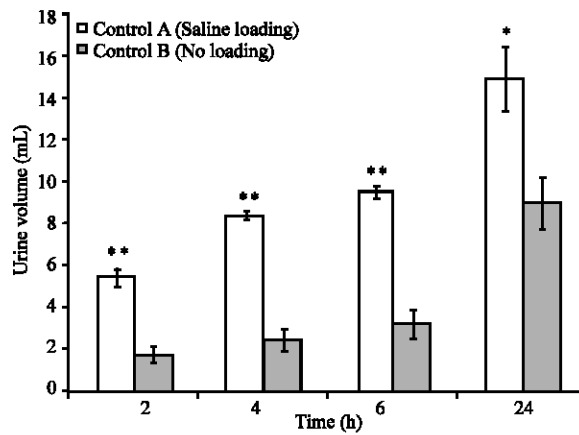 18
16
14
12
10
8
6
4
2
0
Urine volume (mL)
Control A (Saline loading)
Control B (No loading)
**
**
**
*
2 4 6 24
Time (h)